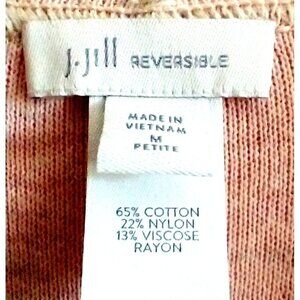 J.Jill REVERSIBLE
MADE IN
VIETNAM
M
PETITE
65% COTTON
22% NYLON
13% VISCOSE
RAYON